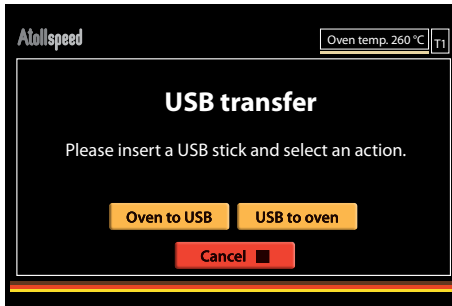 Atollspeed
Oven temp. 260 °C T1
USB transfer
Please insert a USB stick and select an action.
Oven to USB USB to oven
Cancel